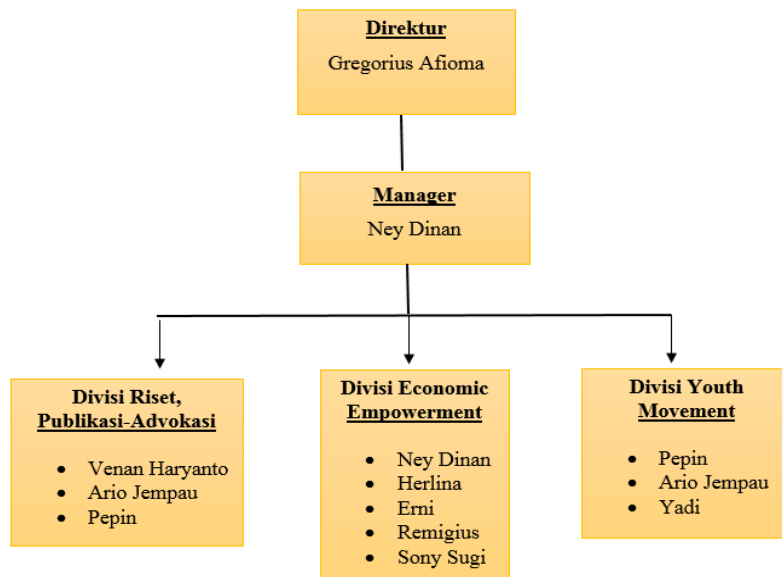 Direktur
Gregorius Afioma
Manager
Ney Dinan
Divisi Riset,
Publikasi-Advokasi
• Venan Haryanto
• Ario Jempau
• Pepin
Divisi Economic
Empowerment
• Ney Dinan
• Herlina
• Erni
• Remigius
• Sony Sugi
Divisi Youth
Movement
• Pepin
• Ario Jempau
• Yadi